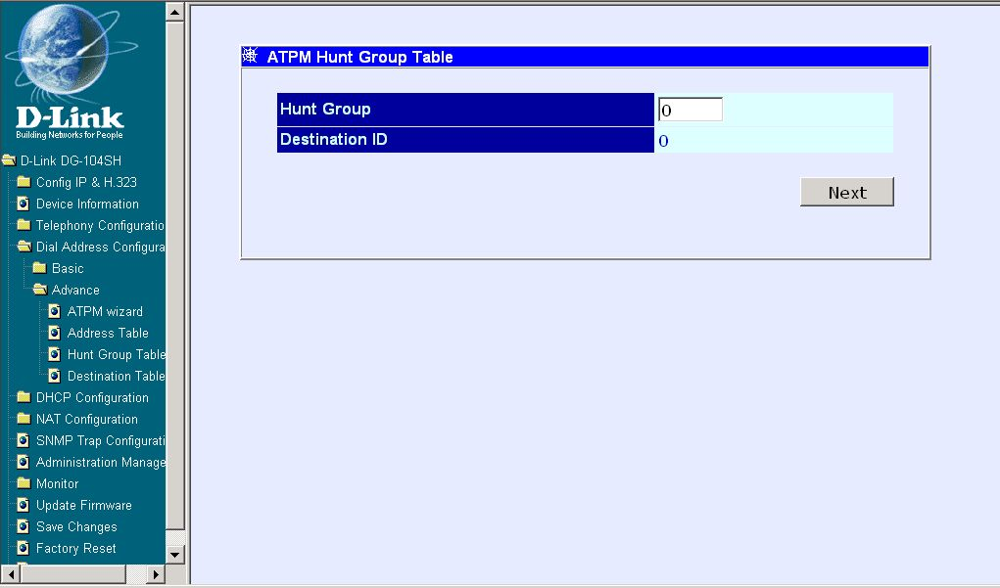 D-Link
Building Networks for People
D-Link DG-104SH
Config IP & H.323
Device Information
Telephony Configuratio
Dial Address Configura
Basic
Advance
ATPM wizard
Address Table
Hunt Group Table
Destination Table
DHCP Configuration
NAT Configuration
SNMP Trap Configurati
Administration Manage
Monitor
Update Firmware
Save Changes
Factory Reset
ATPM Hunt Group Table
Hunt Group 0
Destination ID 0
Next